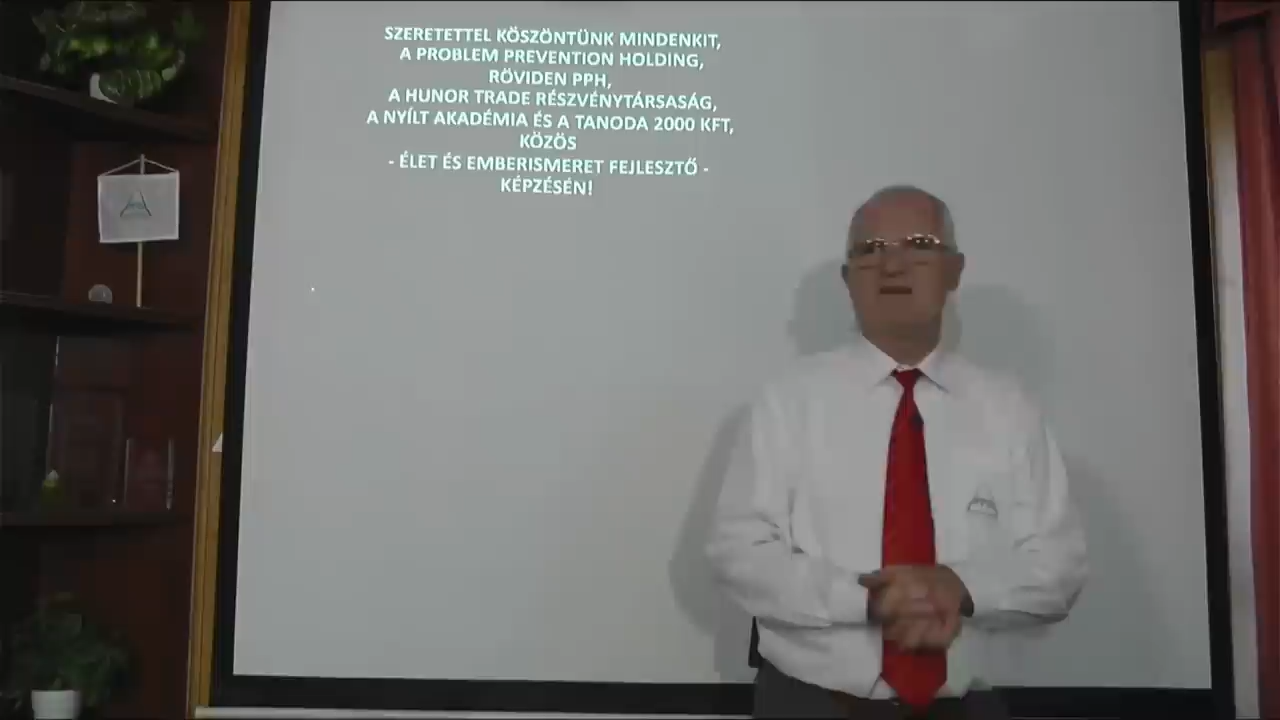 SZERETETTEL KÖSZÖNTÜNK MINDENKIT,
A PROBLEM PREVENTION HOLDING,
RÖVIDEN PPH,
A HUNOR TRADE RÉSZVÉNYTÁRSASÁG,
A NYÍLT AKADÉMIA ÉS A TANODA 2000 KFT,
KÖZÖS
- ÉLET ÉS EMBERISMERET FEJLESZTŐ -
KÉPZÉSÉN!